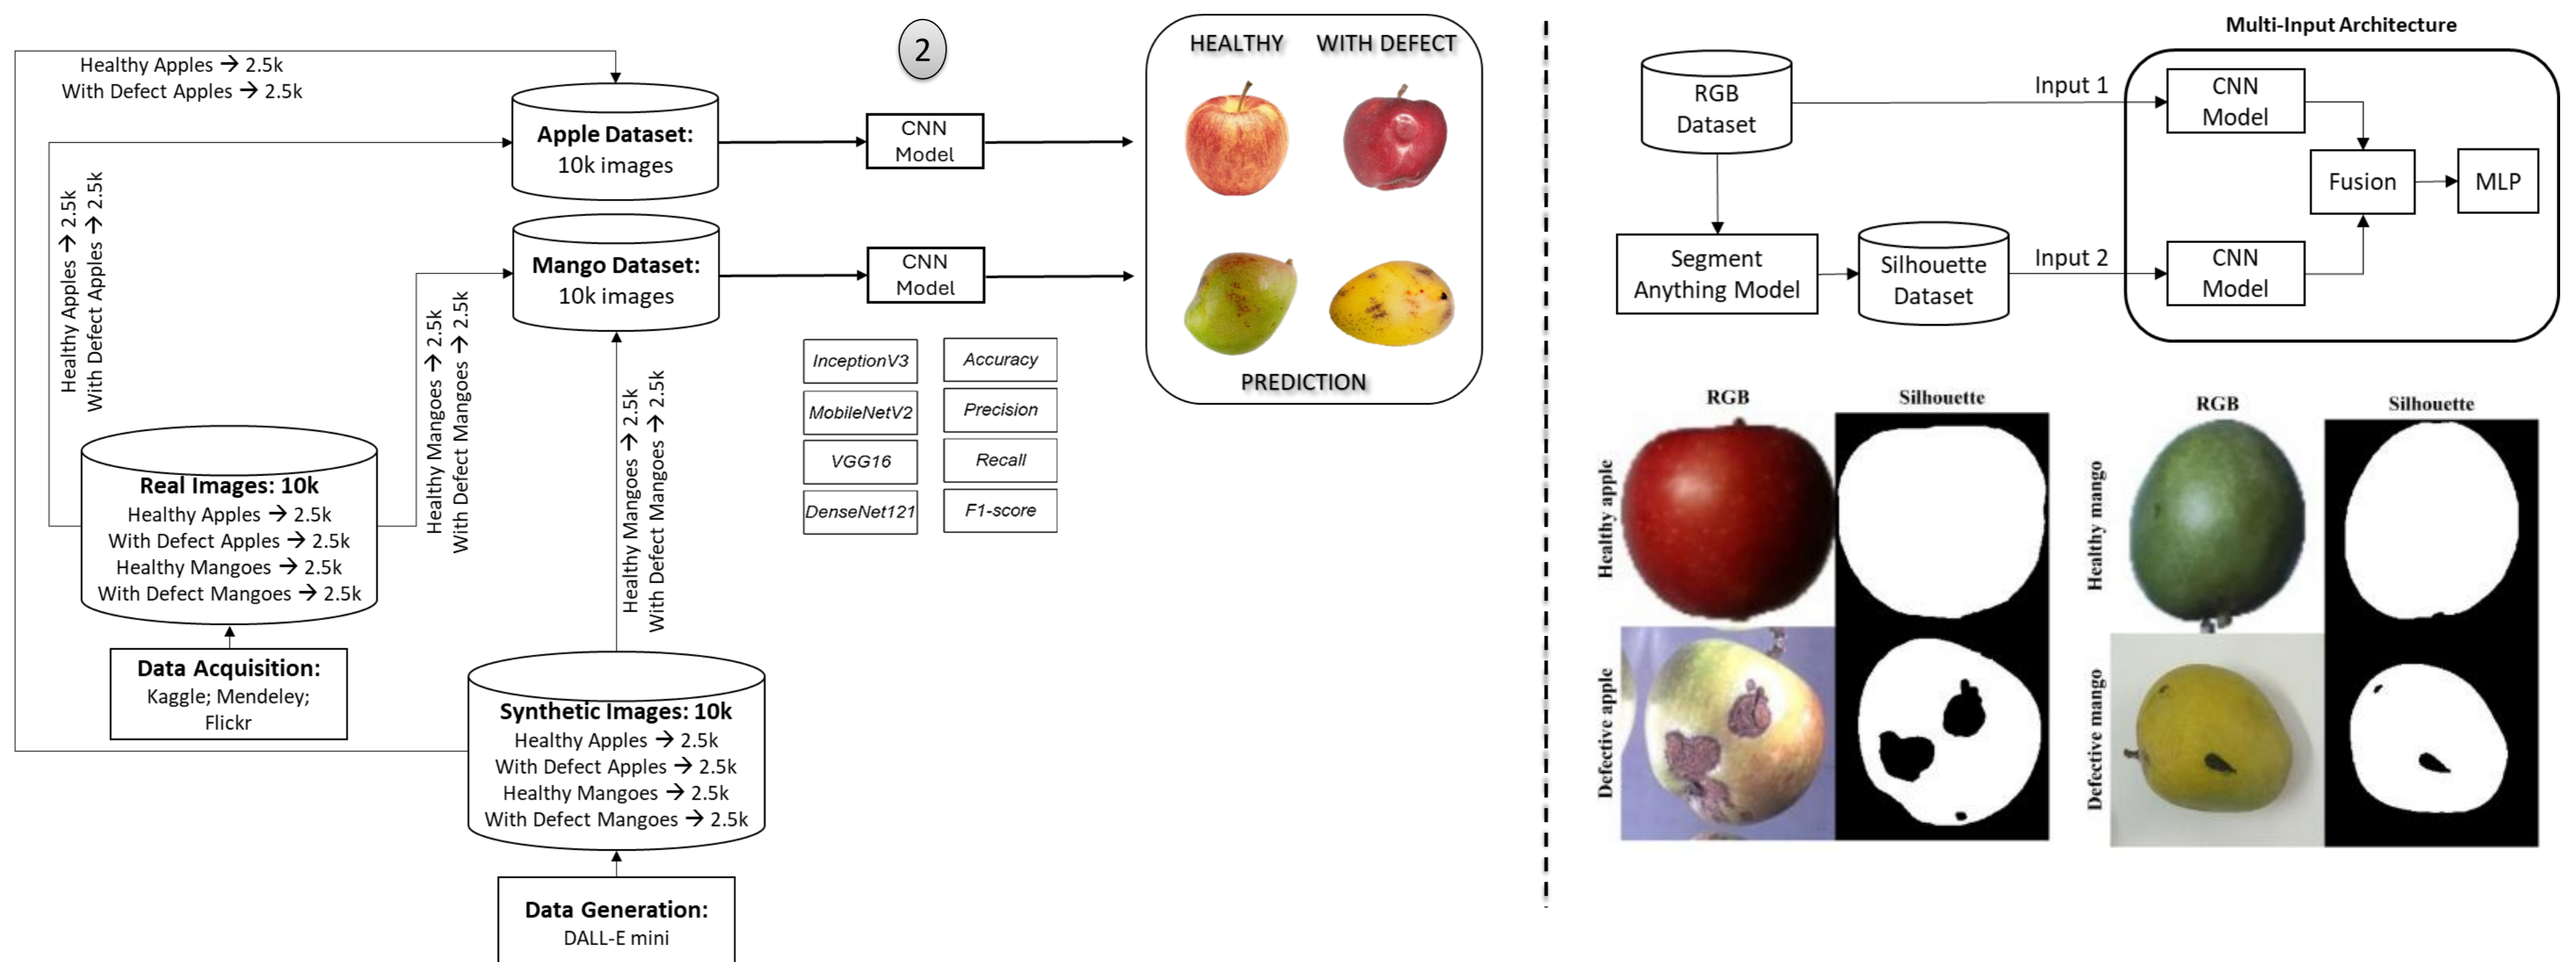 Healthy Apples → 2.5k
With Defect Apples → 2.5k
2
Apple Dataset:
10k images
CNN
Model
HEALTHY
WITH DEFECT
Healthy Apples → 2.5k
With Defect Apples → 2.5k
Mango Dataset:
10k images
CNN
Model
Healthy Mangoes → 2.5k
With Defect Mangoes → 2.5k
PREDICTION
Healthy Mangoes → 2.5k
With Defect Mangoes → 2.5k
InceptionV3
Accuracy
MobileNetV2
Precision
VGG16
Recall
DenseNet121
F1-score
Real Images: 10k
Healthy Apples → 2.5k
With Defect Apples → 2.5k
Healthy Mangoes → 2.5k
With Defect Mangoes → 2.5k
Data Acquisition:
Kaggle; Mendeley;
Flickr
Synthetic Images: 10k
Healthy Apples → 2.5k
With Defect Apples → 2.5k
Healthy Mangoes → 2.5k
With Defect Mangoes → 2.5k
Data Generation:
DALL-E mini
Multi-Input Architecture
RGB
Dataset
Input 1
CNN
Model
Fusion
MLP
Segment
Anything Model
Silhouette
Dataset
Input 2
CNN
Model
RGB
Silhouette
Healthy apple
Defective apple
RGB
Silhouette
Healthy mango
Defective mango